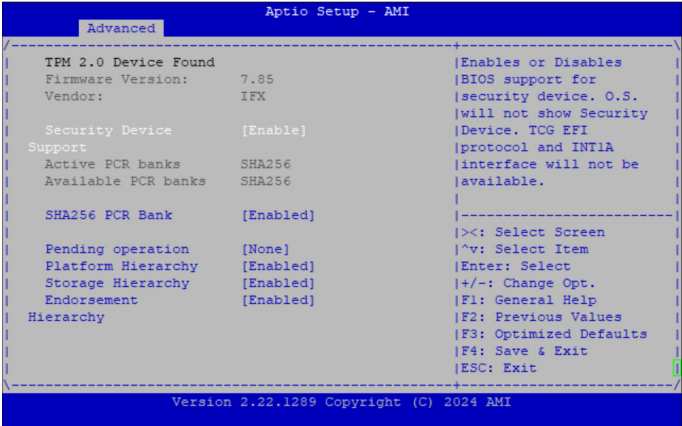 Aptio Setup - AMI
Advanced
TPM 2.0 Device Found
Firmware Version: 7.85
Vendor: IFX
Security Device [Enable]
Support
Active PCR banks SHA256
Available PCR banks SHA256
SHA256 PCR Bank [Enabled]
Pending operation [None]
Platform Hierarchy [Enabled]
Storage Hierarchy [Enabled]
Endorsement [Enabled]
Hierarchy
Enables or Disables
BIOS support for
security device. O.S.
will not show Security
Device. TCG EFI
protocol and INT1A
interface will not be
available.
><: Select Screen
^v: Select Item
Enter: Select
+/-: Change Opt.
F1: General Help
F2: Previous Values
F3: Optimized Defaults
F4: Save & Exit
ESC: Exit
Version 2.22.1289 Copyright (C) 2024 AMI